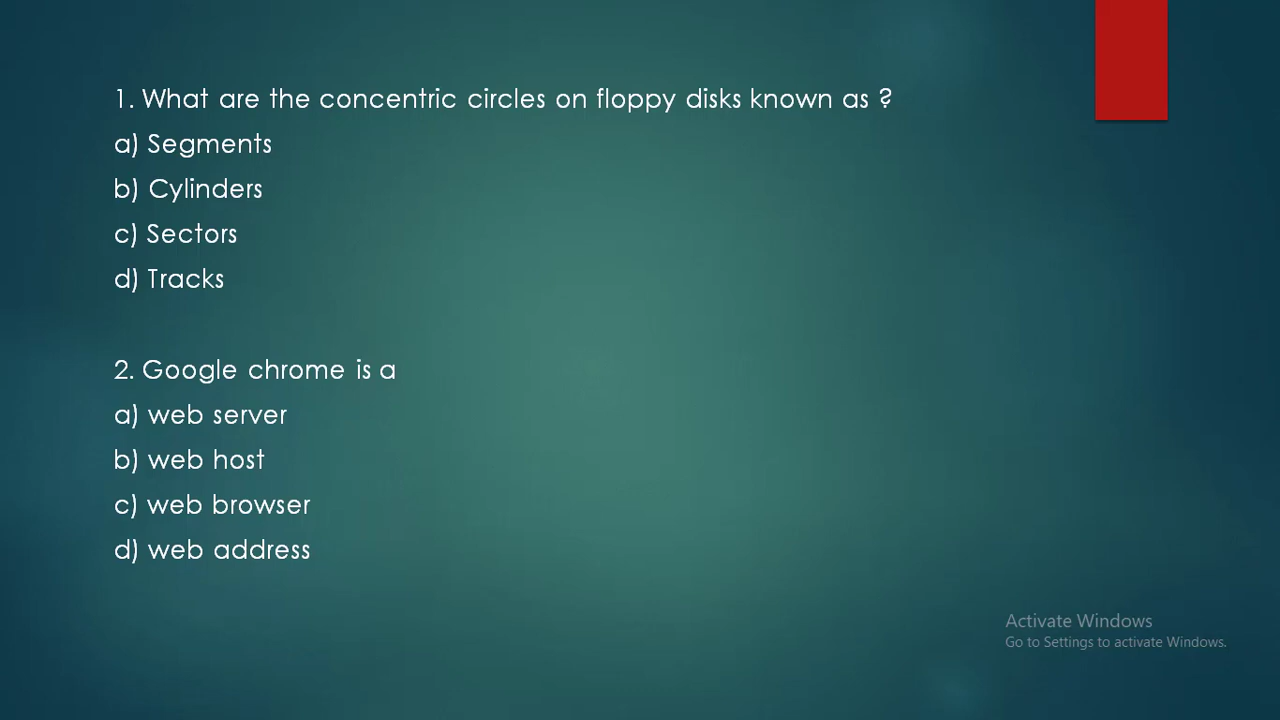 1. What are the concentric circles on floppy disks known as ?
a) Segments
b) Cylinders
c) Sectors
d) Tracks
2. Google chrome is a
a) web server
b) web host
c) web browser
d) web address
Activate Windows
Go to Settings to activate Windows.